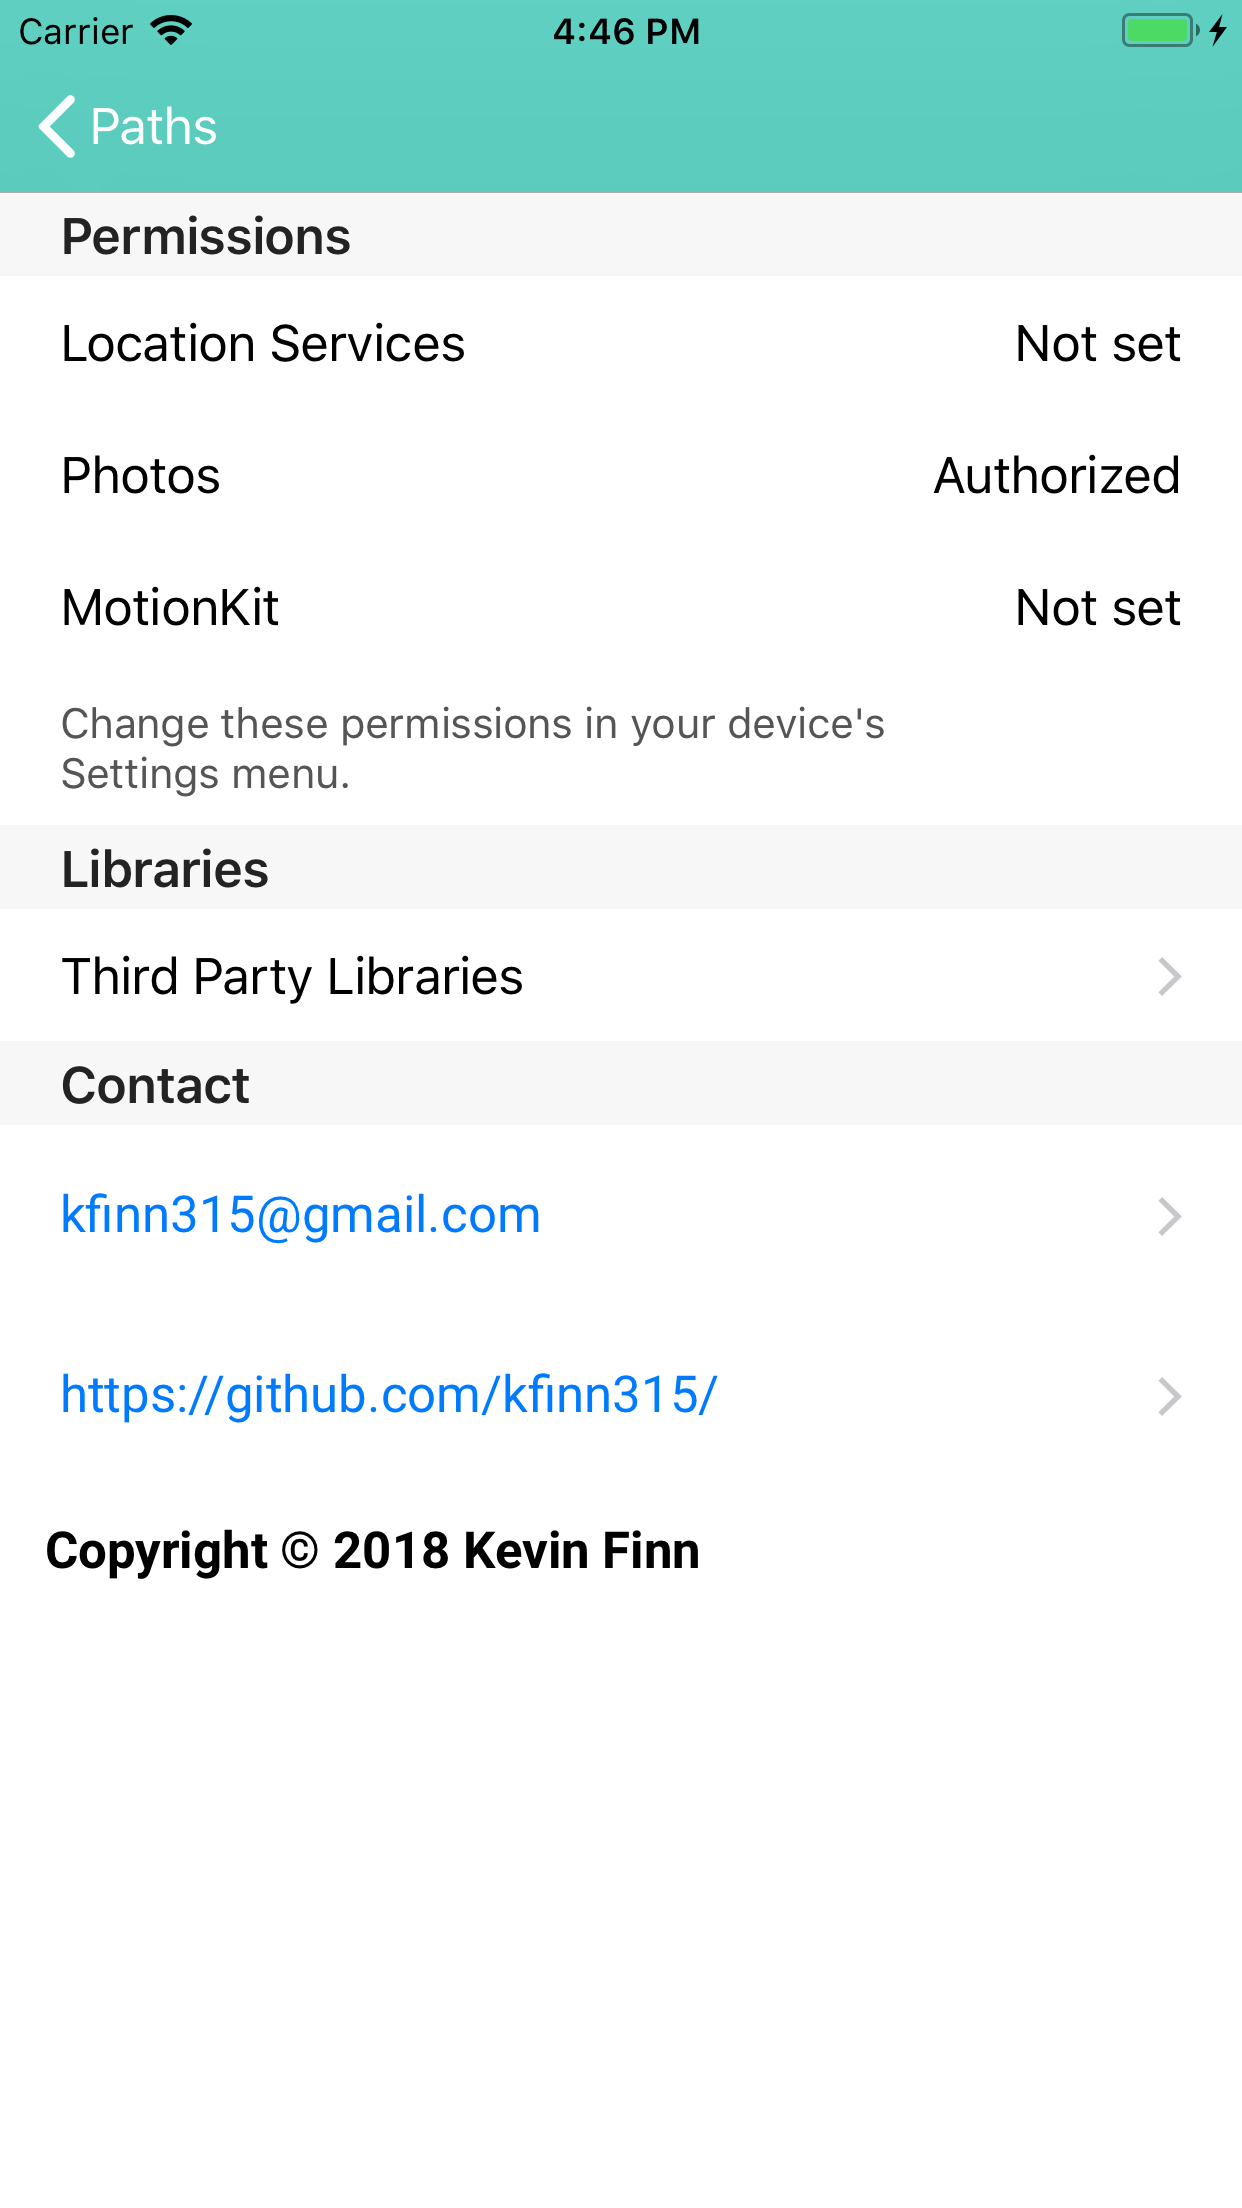 Carrier 4:46 PM
Paths
Permissions
Location Services Not set
Photos Authorized
MotionKit Not set
Change these permissions in your device's
Settings menu.
Libraries
Third Party Libraries
Contact
kfinn315@gmail.com
https://github.com/kfinn315/
Copyright © 2018 Kevin Finn